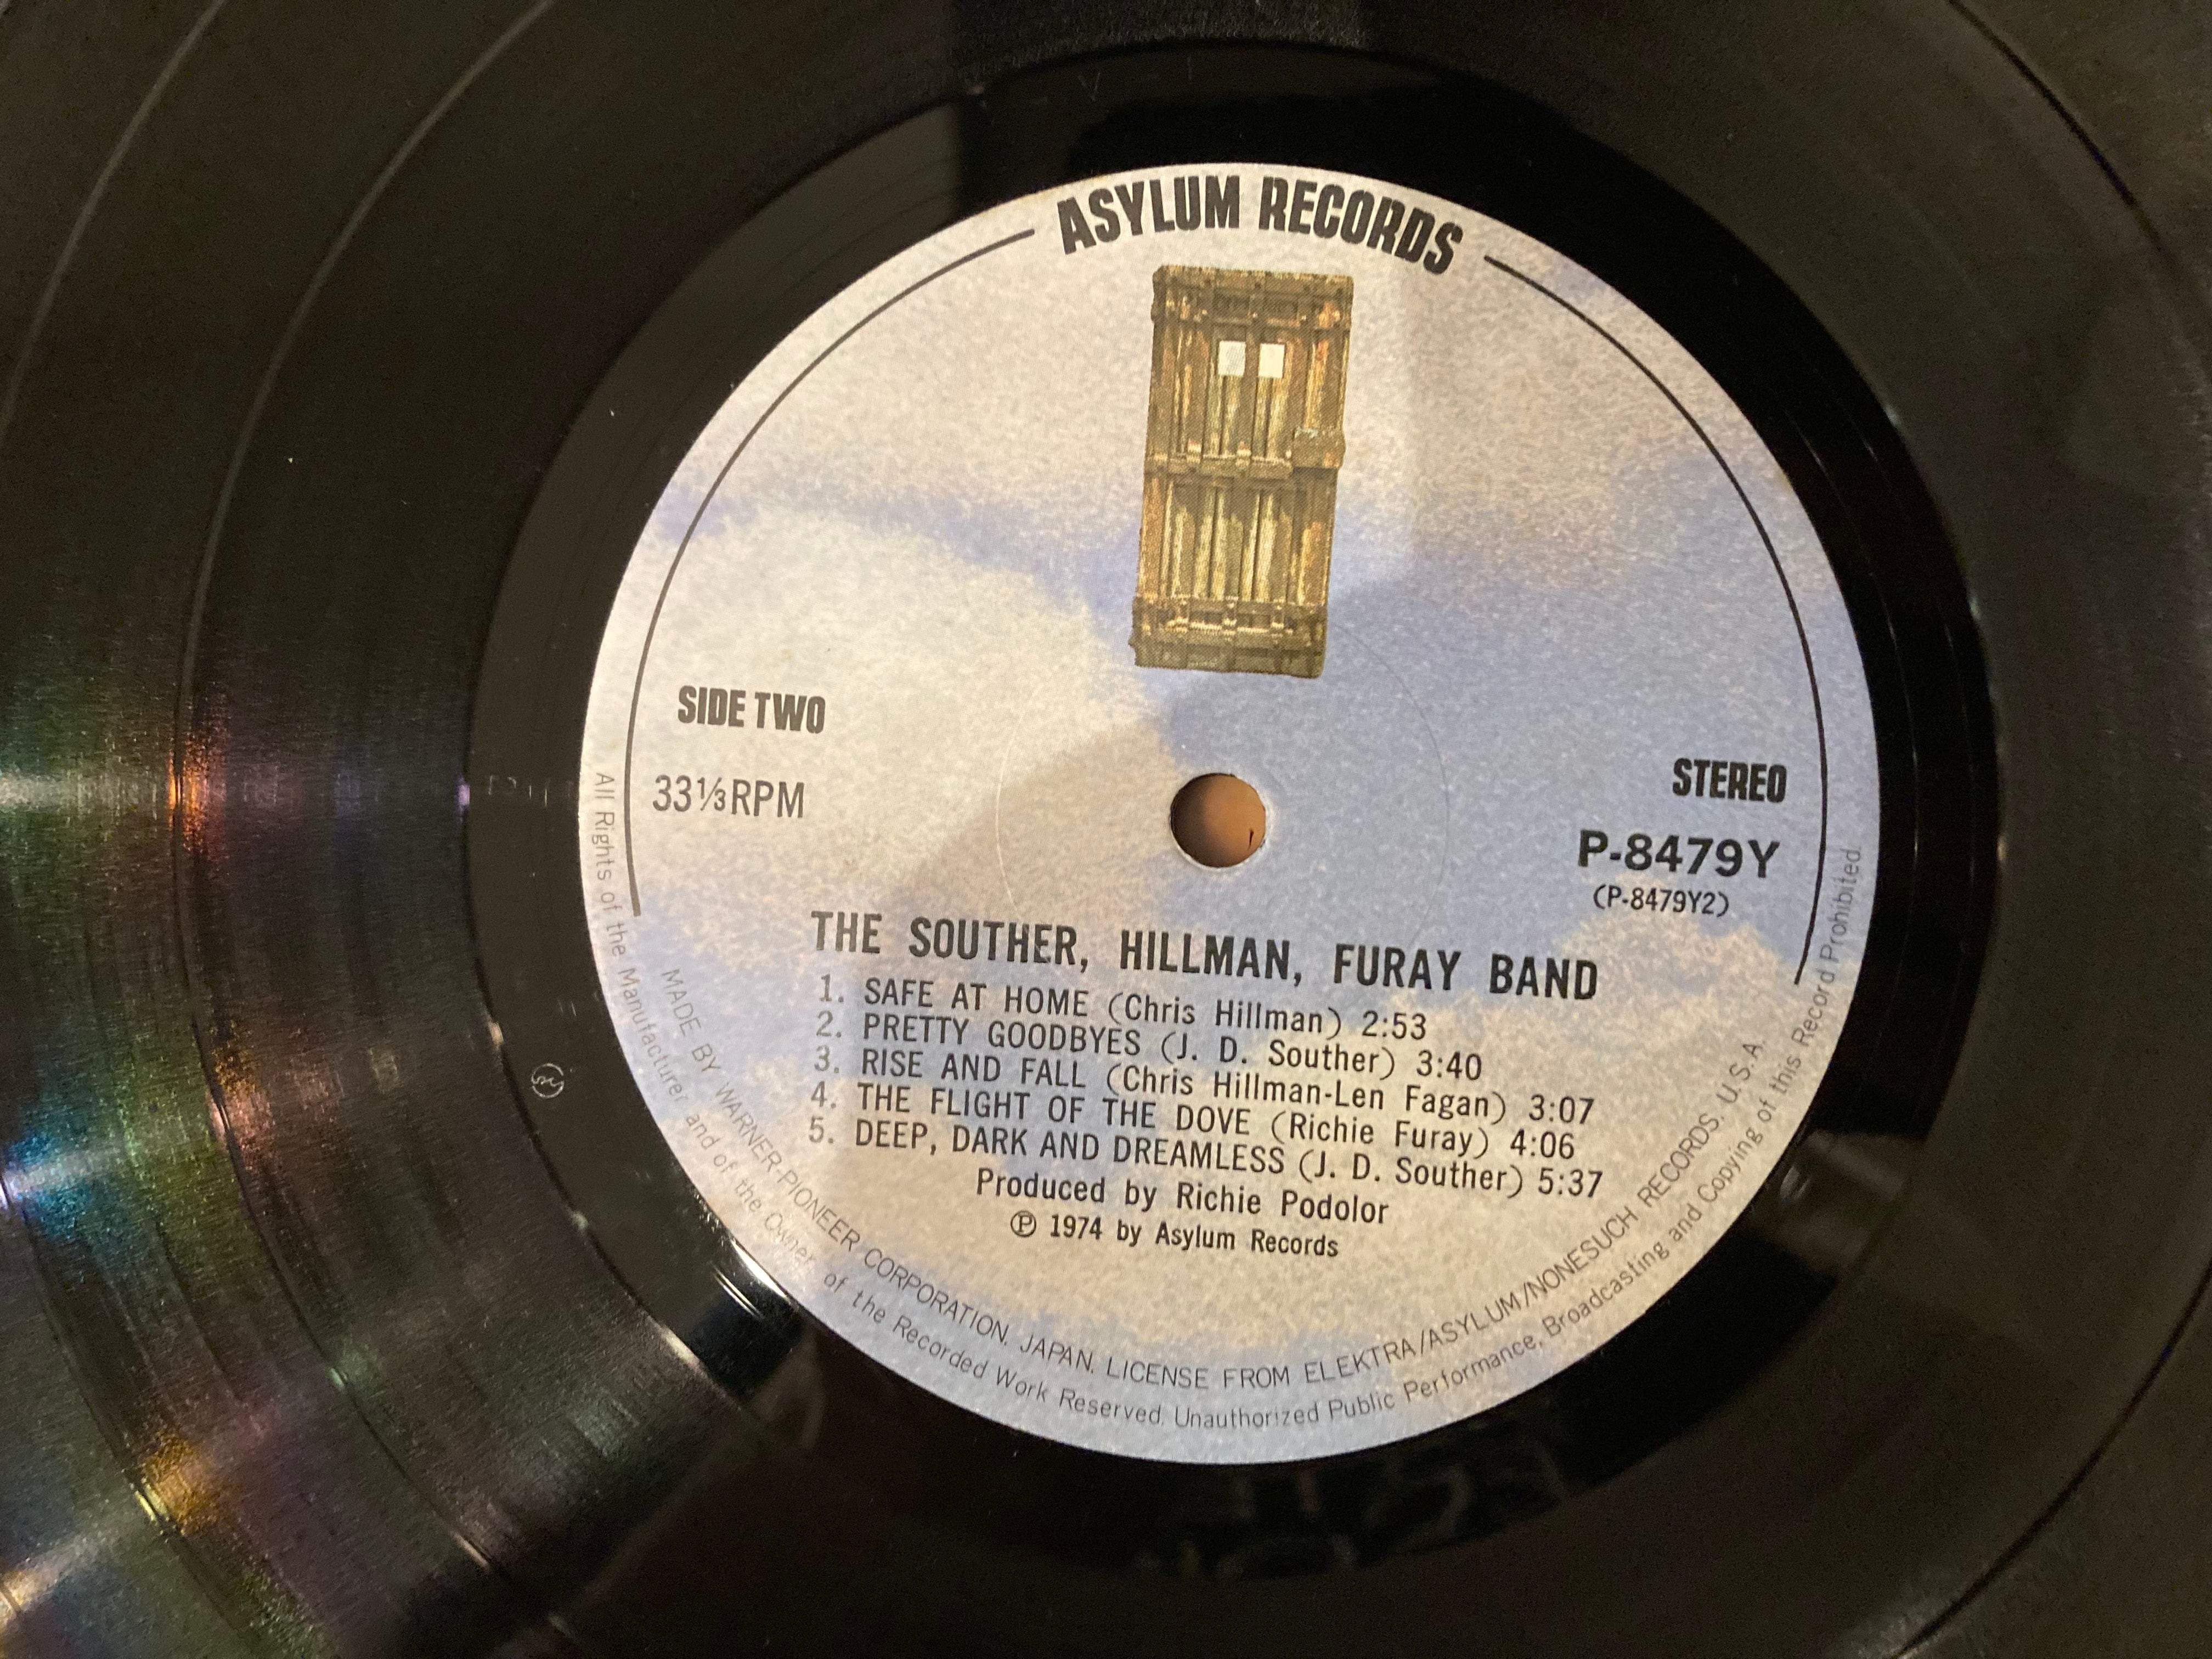 ASYLUM RECORDS
SIDE TWO
33⅓RPM
STEREO
P-8479Y
(P-8479Y2)
THE SOUTHER, HILLMAN, FURAY BAND
1. SAFE AT HOME (Chris Hillman) 2:53
2. PRETTY GOODBYES (J. D. Souther) 3:40
3. RISE AND FALL (Chris Hillman-Len Fagan) 3:07
4. THE FLIGHT OF THE DOVE (Richie Furay) 4:06
5. DEEP, DARK AND DREAMLESS (J. D. Souther) 5:37
Produced by Richie Podolor
Ⓟ 1974 by Asylum Records
MADE BY WARNER-PIONEER CORPORATION, JAPAN. LICENSE FROM ELEKTRA/ASYLUM/NONESUCH RECORDS. U.S.A.
All Rights of the Manufacturer and of the Owner of the Recorded Work Reserved. Unauthorized Public Performance, Broadcasting and Copying of this Record Prohibited.